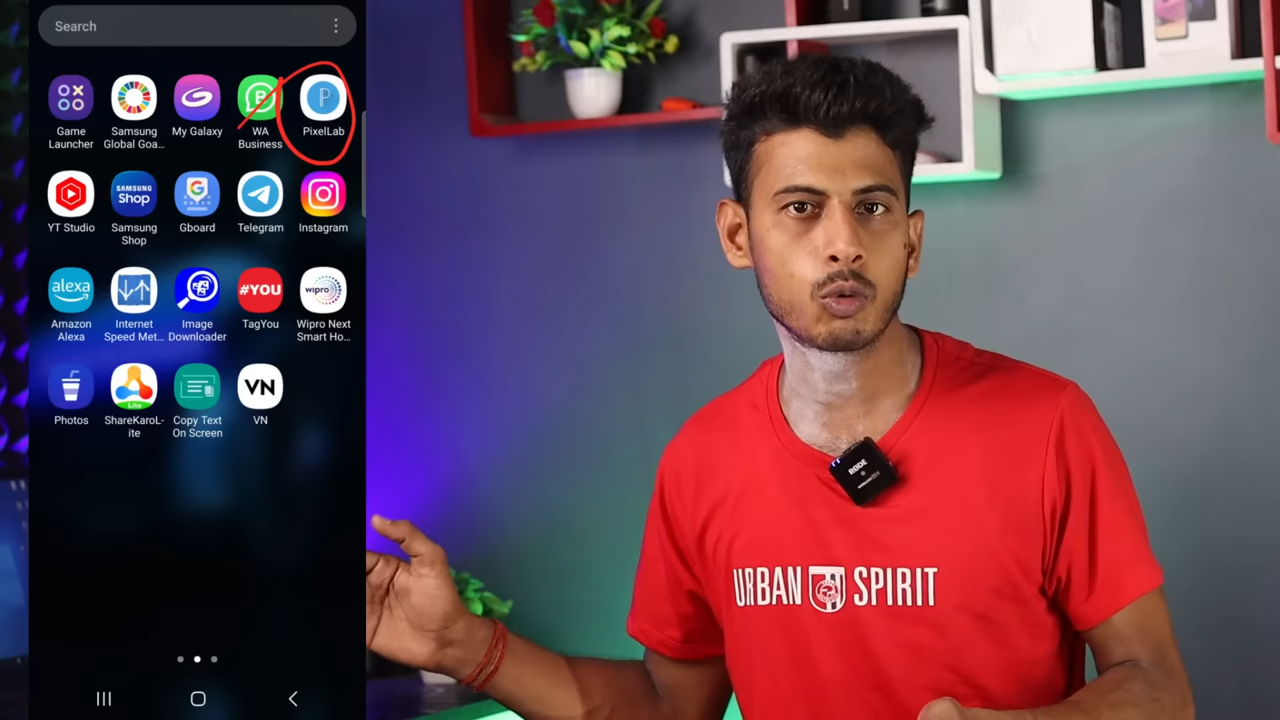 Search
Game
Launcher
Samsung
Global Goa...
My Galaxy
WA
Business
PixelLab
YT Studio
SAMSUNG
Shop
Samsung
Shop
Gboard
Telegram
Instagram
alexa
Amazon
Alexa
Internet
Speed Met...
Image
Downloader
#YOU
TagYou
wipro
Wipro Next
Smart Ho...
Photos
Lite
ShareKaroL-
ite
Copy Text
On Screen
VN
VN
RØDE
URBAN SPIRIT